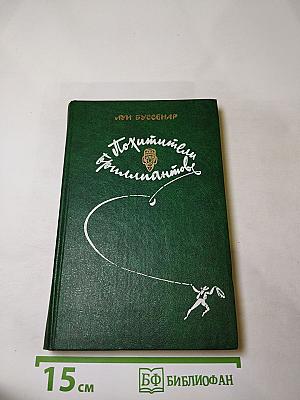 ЛУИ БУССЕНАР
Похитители
бриллиантов
15 см
БФ БИБЛИОФАН